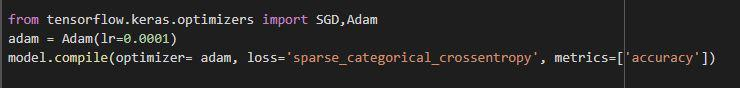 from tensorflow.keras.optimizers import SGD,Adam
adam = Adam(lr=0.0001)
model.compile(optimizer= adam, loss='sparse_categorical_crossentropy', metrics=['accuracy'])